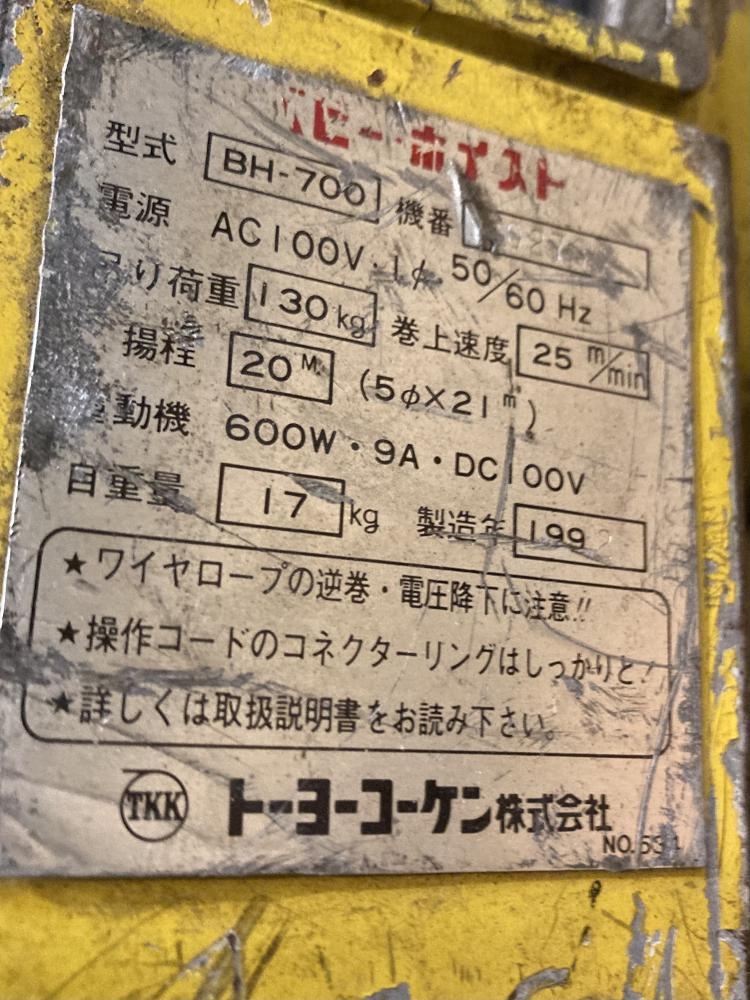 ビーホイスト
型式 BH-700 機番
電源 AC100V・1φ 50/60 Hz
り荷重 130kg 巻上速度 25 m/min
揚程 20M (5φ×21m)
動機 600W・9A・DC100V
自重量 17 kg 製造年 199
★ワイヤロープの逆巻・電圧降下に注意!!
★操作コードのコネクターリングはしっかりと!
★詳しくは取扱説明書をお読み下さい。
TKK トーヨーコーケン株式会社
NO.53